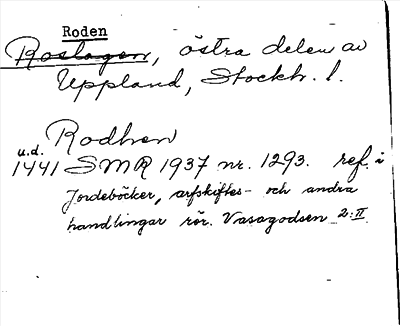 Roden
Roslagen, östra delen av
Uppland, Stockh. l.
Rodhen
u.d.
1441 SMR 1937 nr. 1293. ref. i
Jordeböcker, arfskiftes- och andra
handlingar rör. Vasagodsen 2:II